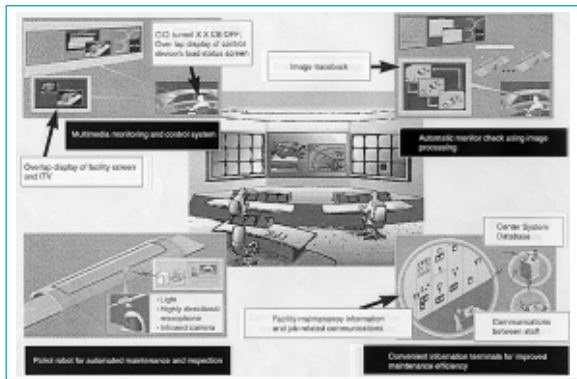 tunnel X X CB OFF;
Over lap display of control
device's load status screen
Image traceback
Multimedia monitoring and control system
Automatic monitor check using image
processing
Overlap display of facility screen
and ITV
Center System
Database
• Light
• Highly directional
microphone
• Infrared camera
Facility maintenance information
and job related communications
Communications
between staff
Patrol robot for automated maintenance and inspection
Convenient information terminals for improved
maintenance efficiency